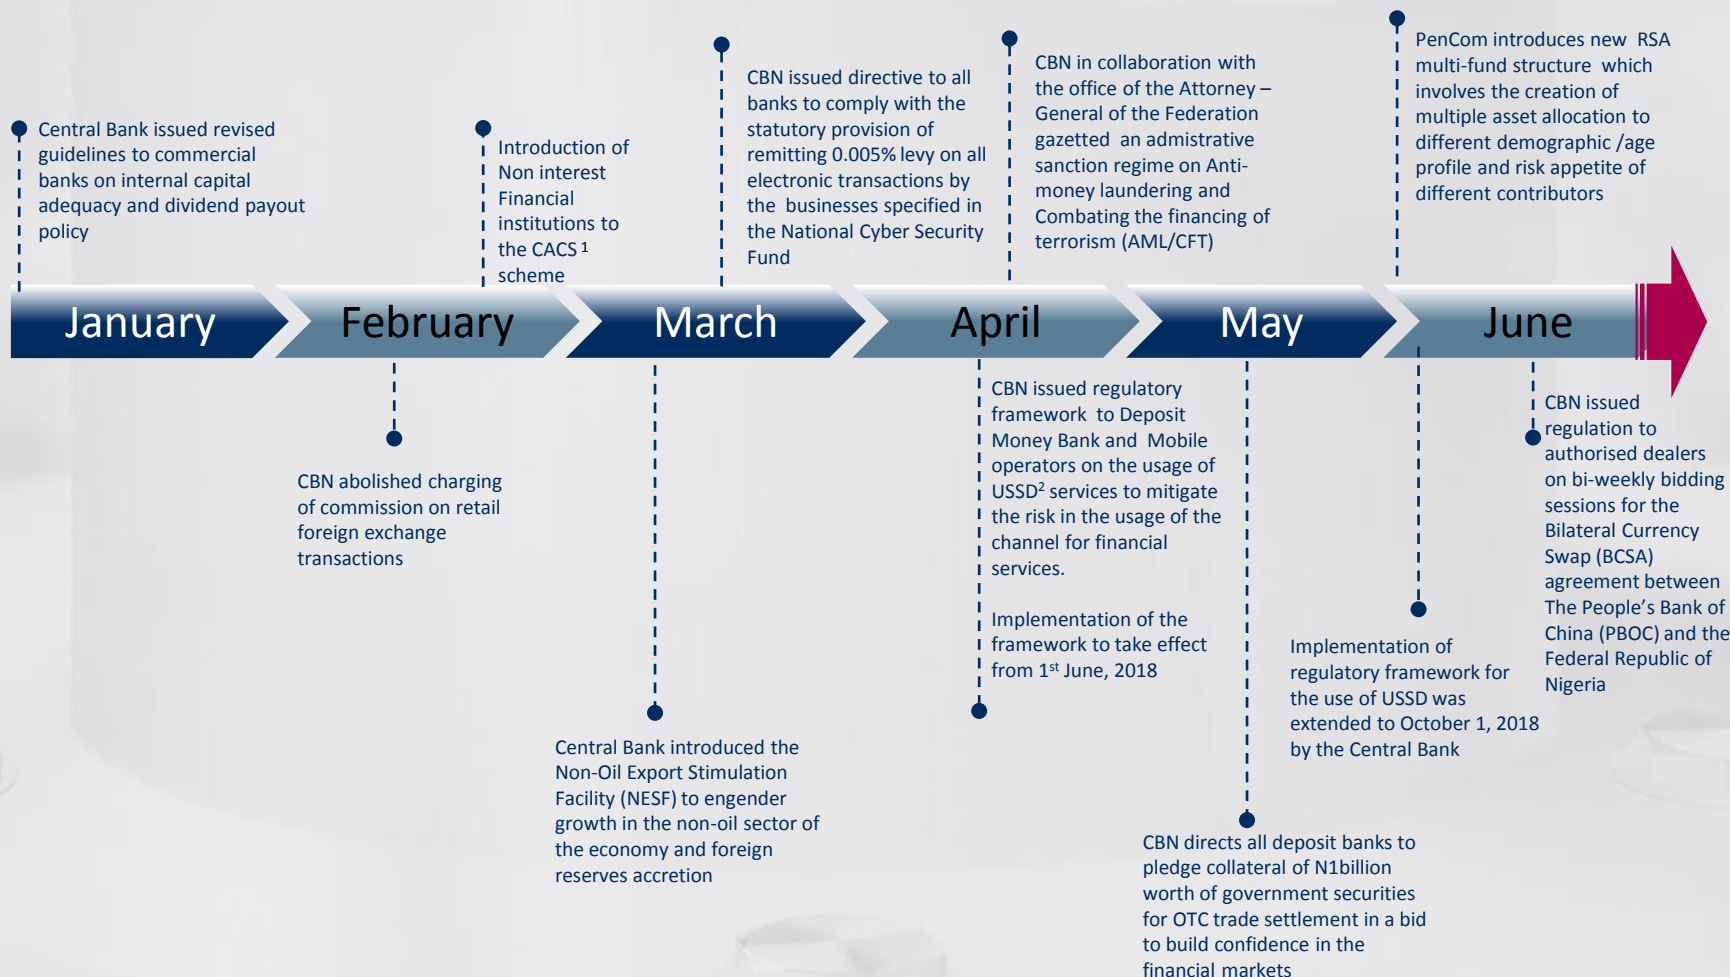 Central Bank issued revised
guidelines to commercial
banks on internal capital
adequacy and dividend payout
policy
Introduction of
Non interest
Financial
institutions to
the CACS 1
scheme
CBN issued directive to all
banks to comply with the
statutory provision of
remitting 0.005% levy on all
electronic transactions by
the businesses specified in
the National Cyber Security
Fund
CBN in collaboration with
the office of the Attorney –
General of the Federation
gazetted an admistrative
sanction regime on Anti-
money laundering and
Combating the financing of
terrorism (AML/CFT)
PenCom introduces new RSA
multi-fund structure which
involves the creation of
multiple asset allocation to
different demographic /age
profile and risk appetite of
different contributors
January
February
March
April
May
June
CBN abolished charging
of commission on retail
foreign exchange
transactions
Central Bank introduced the
Non-Oil Export Stimulation
Facility (NESF) to engender
growth in the non-oil sector of
the economy and foreign
reserves accretion
CBN issued regulatory
framework to Deposit
Money Bank and Mobile
operators on the usage of
USSD2 services to mitigate
the risk in the usage of the
channel for financial
services.
Implementation of the
framework to take effect
from 1st June, 2018
CBN directs all deposit banks to
pledge collateral of N1billion
worth of government securities
for OTC trade settlement in a bid
to build confidence in the
financial markets
Implementation of
regulatory framework for
the use of USSD was
extended to October 1, 2018
by the Central Bank
CBN issued
regulation to
authorised dealers
on bi-weekly bidding
sessions for the
Bilateral Currency
Swap (BCSA)
agreement between
The People's Bank of
China (PBOC) and the
Federal Republic of
Nigeria